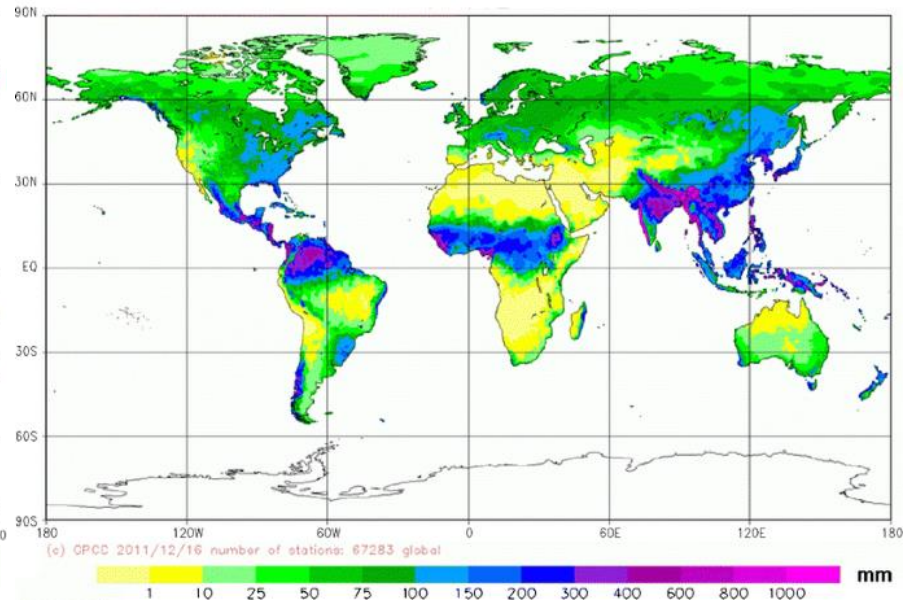 90N
60N
30N
EQ
30S
60S
90S
0 180 120W 60W 0 60E 120E 180
(c) GPCC 2011/12/16 number of stations: 67283 global
1 10 25 50 75 100 150 200 300 400 600 800 1000 mm